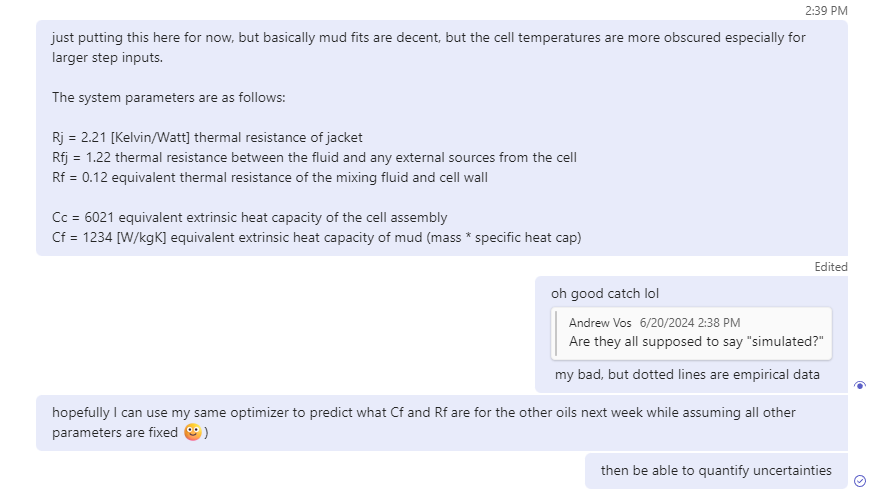 2:39 PM
just putting this here for now, but basically mud fits are decent, but the cell temperatures are more obscured especially for
larger step inputs.
The system parameters are as follows:
Rj = 2.21 [Kelvin/Watt] thermal resistance of jacket
Rfj = 1.22 thermal resistance between the fluid and any external sources from the cell
Rf = 0.12 equivalent thermal resistance of the mixing fluid and cell wall
Cc = 6021 equivalent extrinsic heat capacity of the cell assembly
Cf = 1234 [W/kgK] equivalent extrinsic heat capacity of mud (mass * specific heat cap)
Edited
oh good catch lol
Andrew Vos 6/20/2024 2:38 PM
Are they all supposed to say "simulated?"
my bad, but dotted lines are empirical data
hopefully I can use my same optimizer to predict what Cf and Rf are for the other oils next week while assuming all other
parameters are fixed 🙂)
then be able to quantify uncertainties